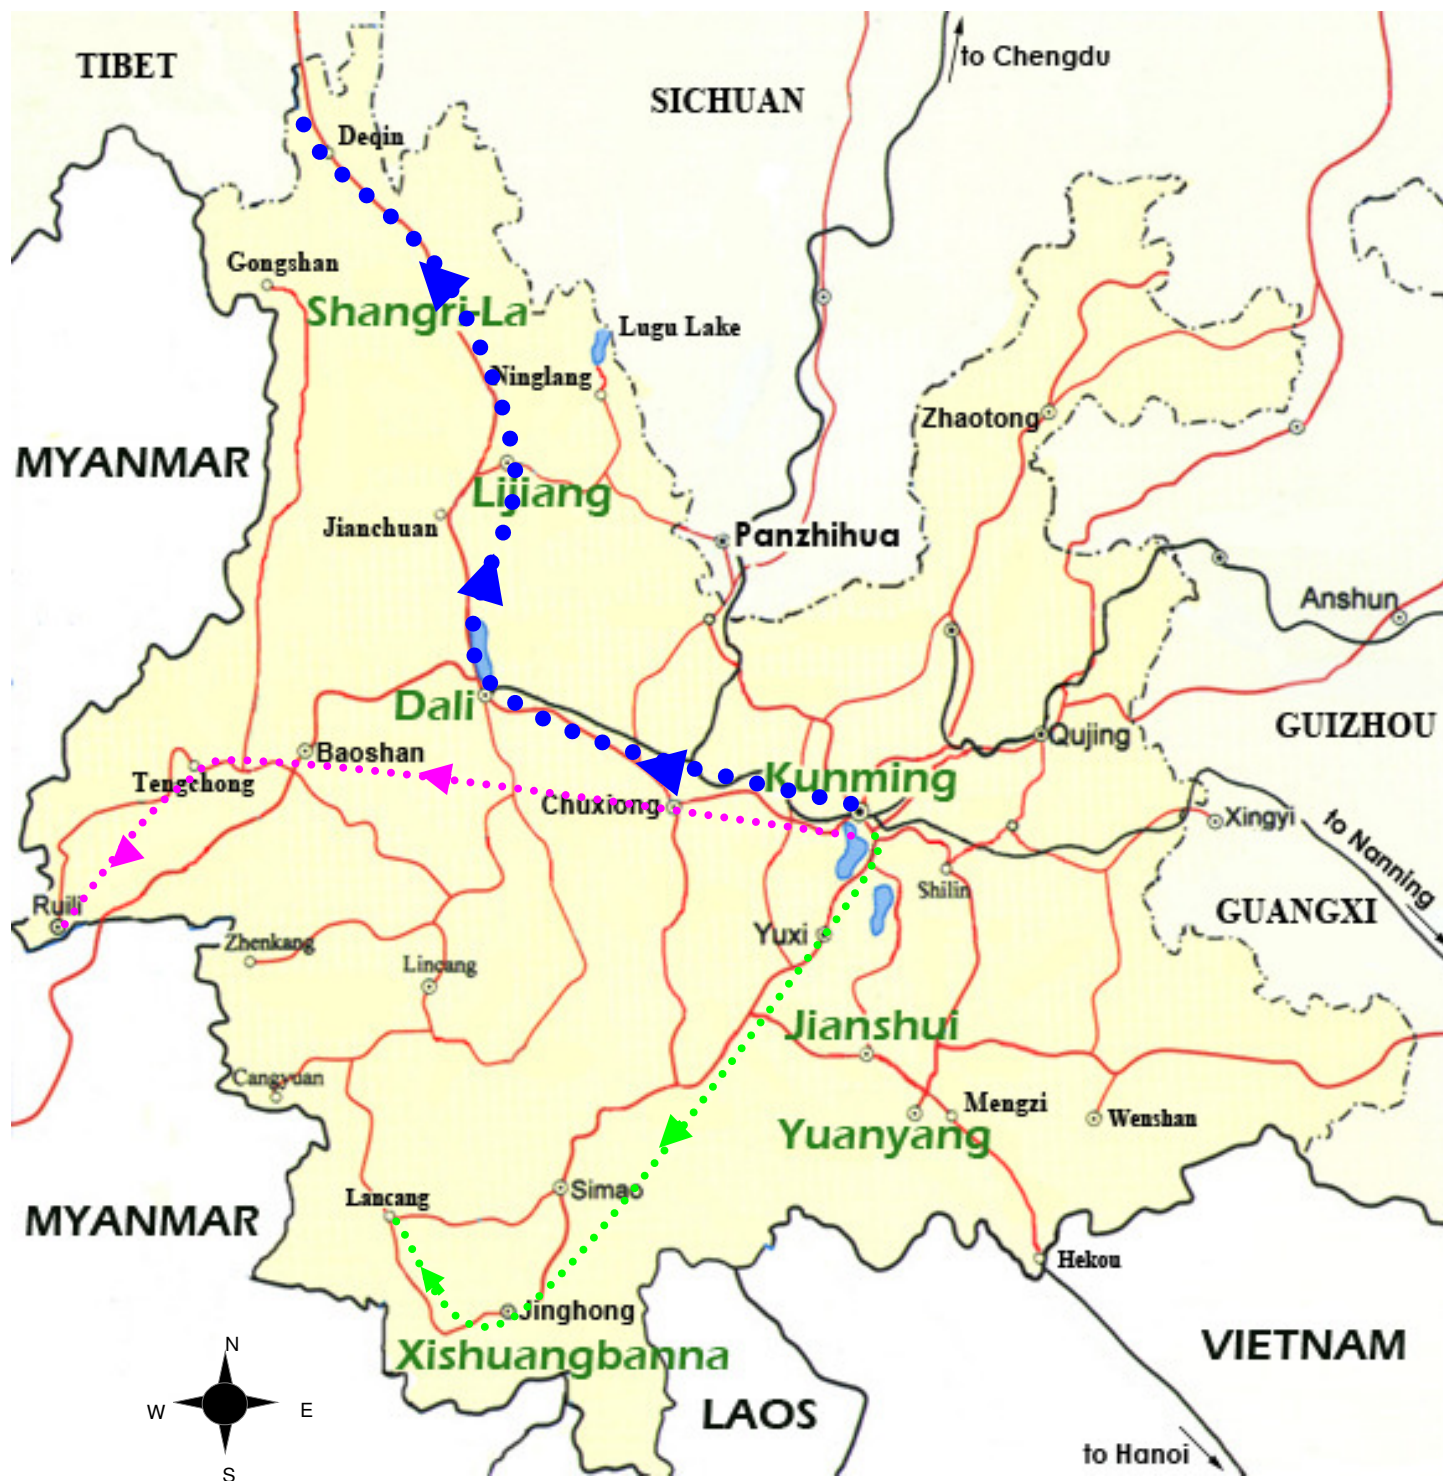 to Chengdu
TIBET
SICHUAN
Deqin
Gongshan
Shangri-La
Lugu Lake
Ninglang
Zhaotong
MYANMAR
Lijiang
Jianchuan
Panzhihua
Anshun
Dali
GUIZHOU
Qujing
Baoshan
Kunming
Tengchong
Chuxiong
Xingyi
to Nanning
Shilin
Ruili
GUANGXI
Yuxi
Zhenkang
Lincang
Jianshui
Cangyuan
Mengzi
Wenshan
Yuanyang
Simao
Lancang
MYANMAR
Hekou
Jinghong
N
VIETNAM
Xishuangbanna
W
E
LAOS
to Hanoi
S